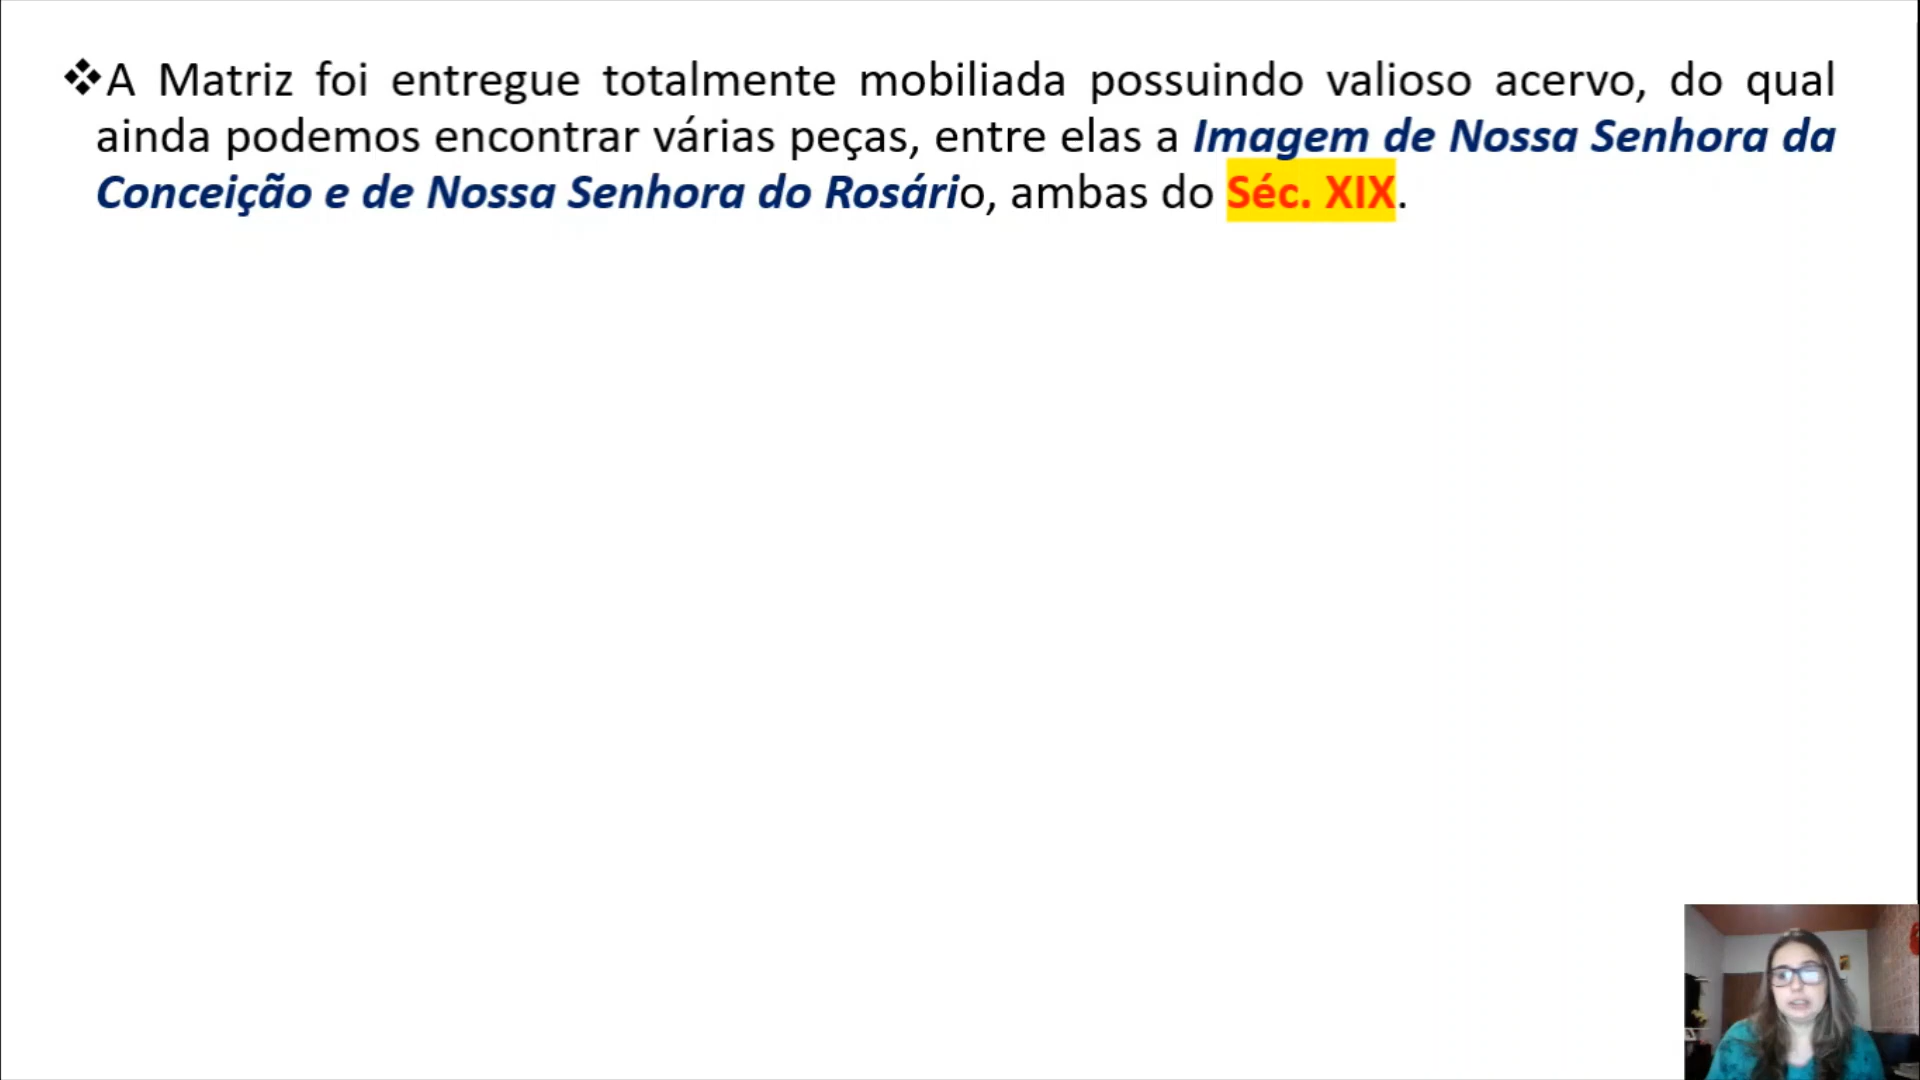 ❖A Matriz foi entregue totalmente mobiliada possuindo valioso acervo, do qual
ainda podemos encontrar várias peças, entre elas a Imagem de Nossa Senhora da
Conceição e de Nossa Senhora do Rosário, ambas do Séc. XIX.